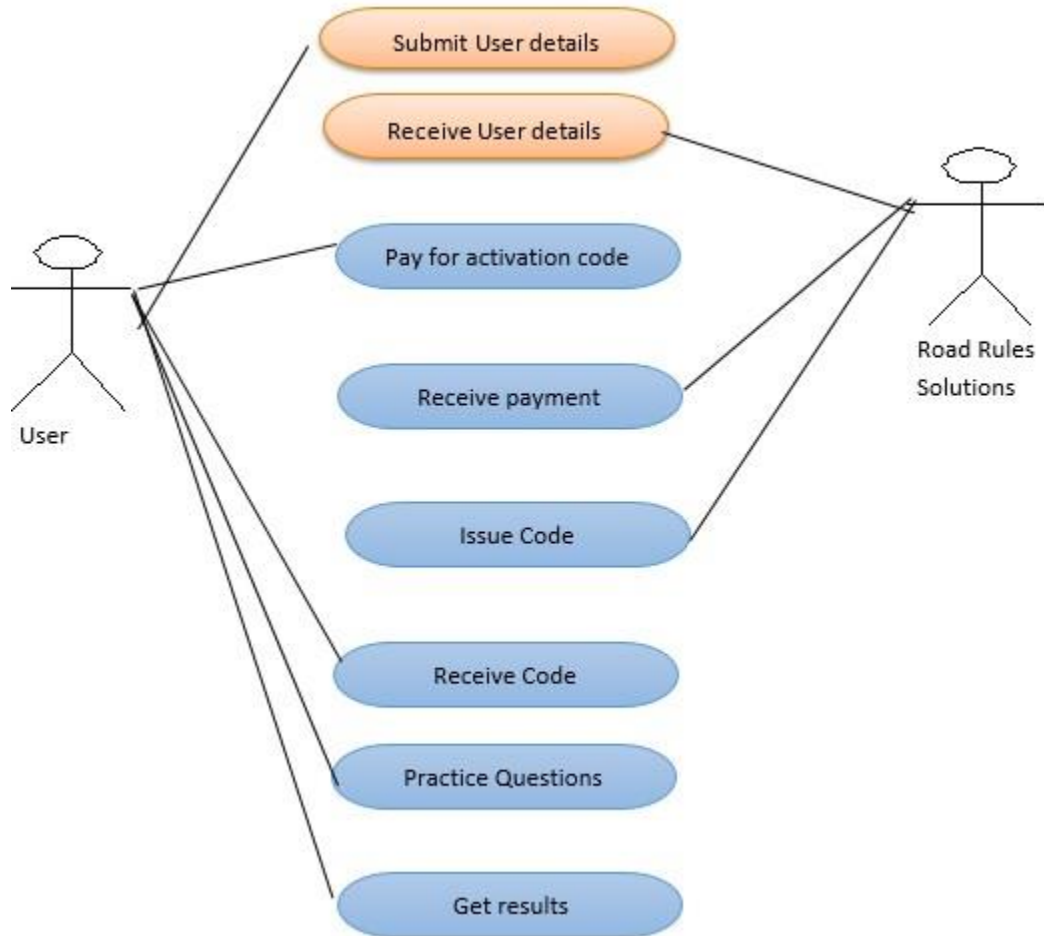 Submit User details
Receive User details
Pay for activation code
Receive payment
Issue Code
Receive Code
Practice Questions
Get results
User
Road Rules
Solutions